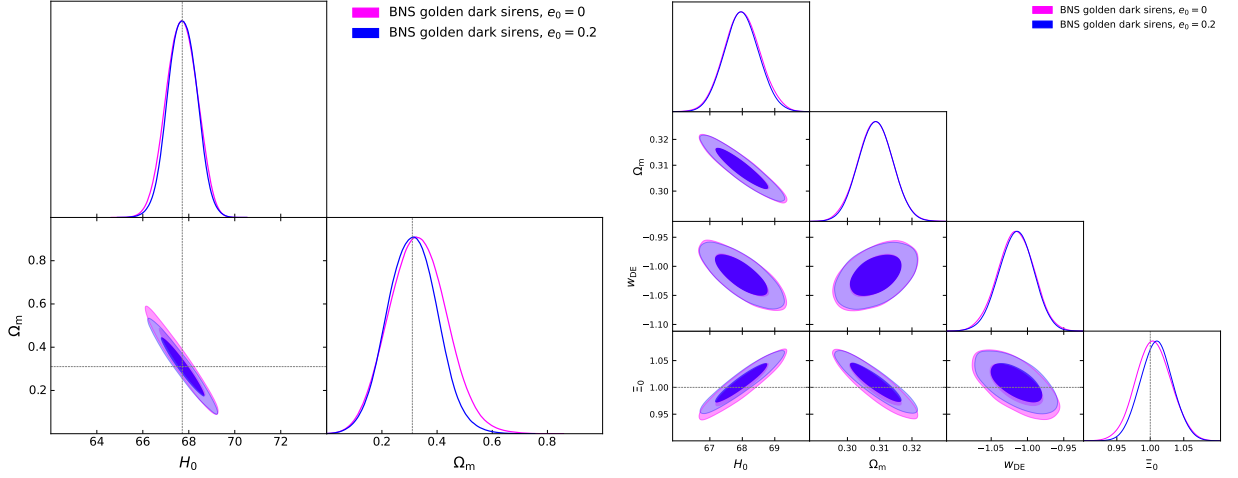 BNS golden dark sirens, e₀ = 0
BNS golden dark sirens, e₀ = 0.2
0.8
0.6
0.4
0.2
Ωₘ
64 66 68 70 72
H₀
0.2 0.4 0.6 0.8
Ωₘ
BNS golden dark sirens, e₀ = 0
BNS golden dark sirens, e₀ = 0.2
0.32
0.31
0.30
Ωₘ
−0.95
−1.00
−1.05
−1.10
w_DE
1.05
1.00
0.95
Ξ₀
67 68 69
H₀
0.30 0.31 0.32
Ωₘ
−1.05 −1.00
w_DE
0.95 1.00 1.05
Ξ₀